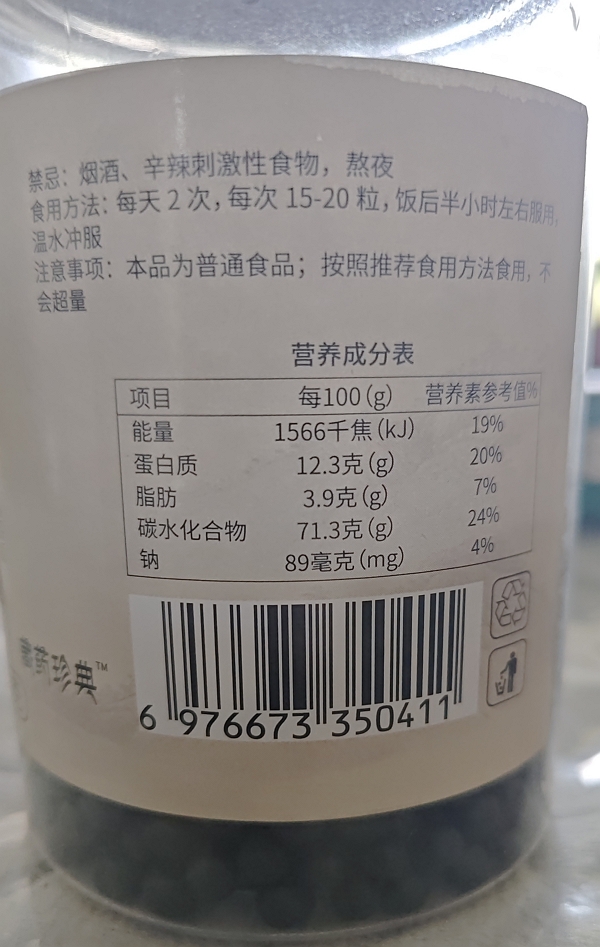 禁忌：烟酒、辛辣刺激性食物，熬夜
食用方法：每天 2 次，每次 15-20 粒，饭后半小时左右服用，
温水冲服
注意事项：本品为普通食品；按照推荐食用方法食用，不
会超量
营养成分表
项目 每100(g) 营养素参考值%
能量 1566千焦(kJ) 19%
蛋白质 12.3克(g) 20%
脂肪 3.9克(g) 7%
碳水化合物 71.3克(g) 24%
钠 89毫克(mg) 4%
珍典™
6 976673 350411